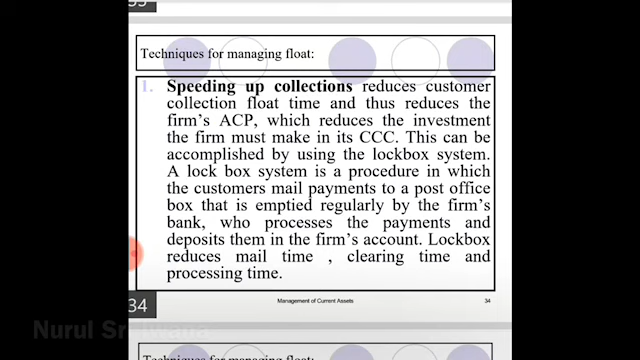 Techniques for managing float:
1. Speeding up collections reduces customer
collection float time and thus reduces the
firm's ACP, which reduces the investment
the firm must make in its CCC. This can be
accomplished by using the lockbox system.
A lock box system is a procedure in which
the customers mail payments to a post office
box that is emptied regularly by the firm's
bank, who processes the payments and
deposits them in the firm's account. Lockbox
reduces mail time , clearing time and
processing time.
Management of Current Assets
34
34
Nurul
Techniques for managing float: